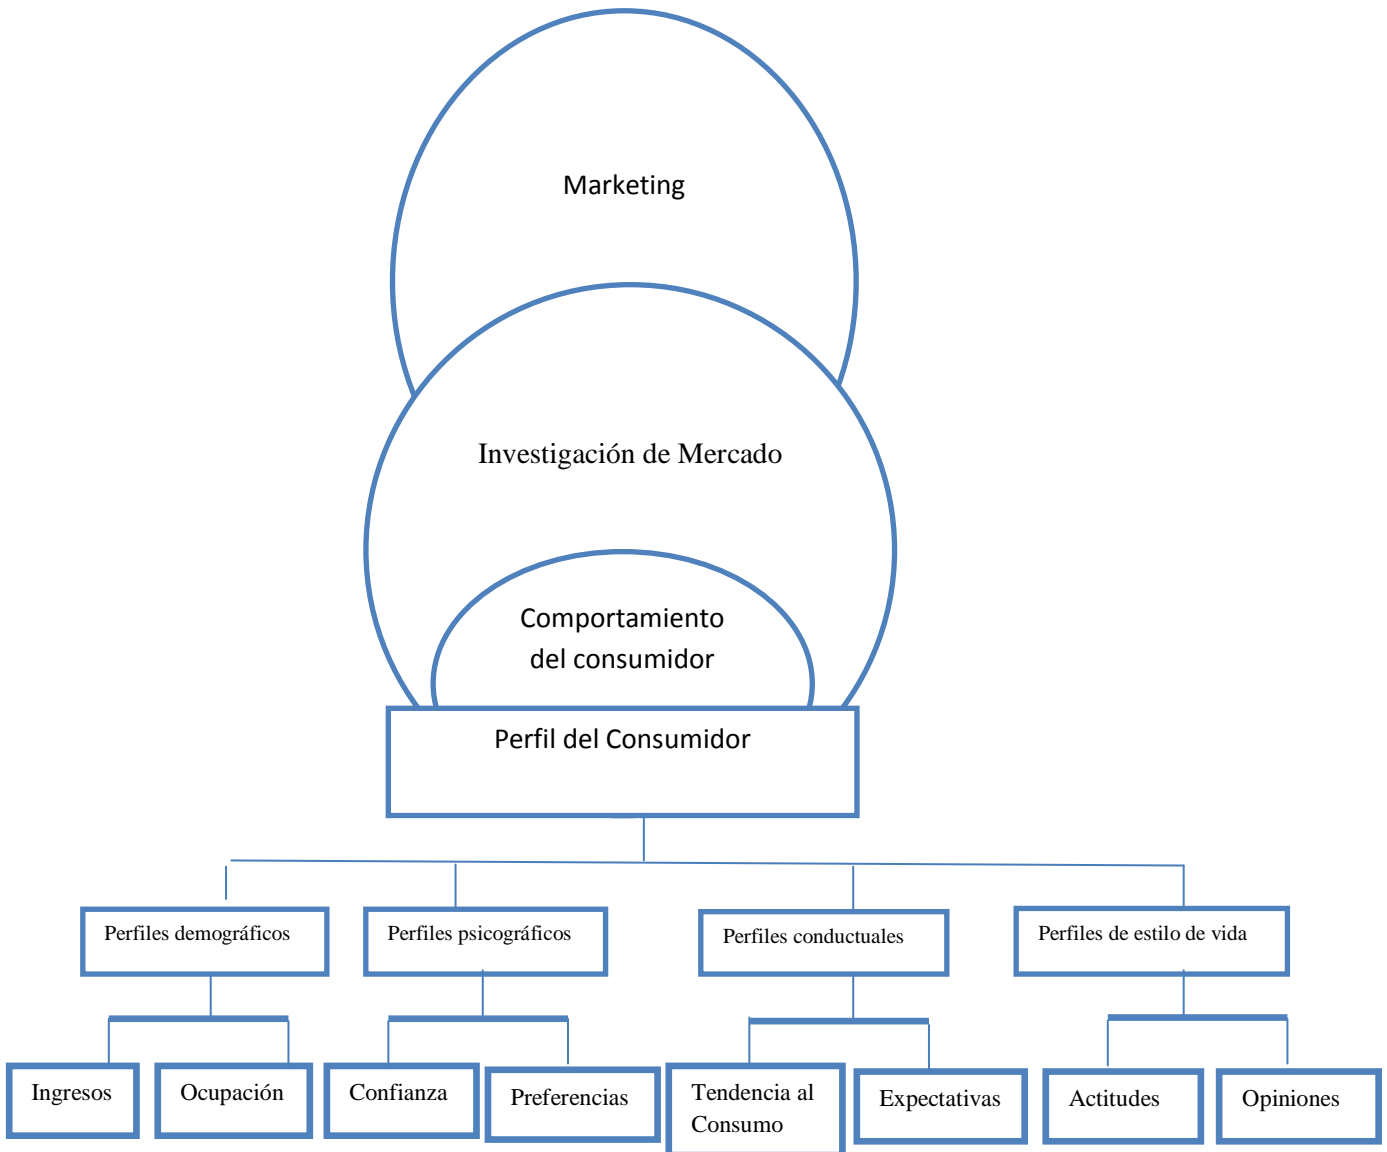 Marketing
Investigación de Mercado
Comportamiento
del consumidor
Perfil del Consumidor
Perfiles demográficos
Perfiles psicográficos
Perfiles conductuales
Perfiles de estilo de vida
Ingresos
Ocupación
Confianza
Preferencias
Tendencia al
Consumo
Expectativas
Actitudes
Opiniones